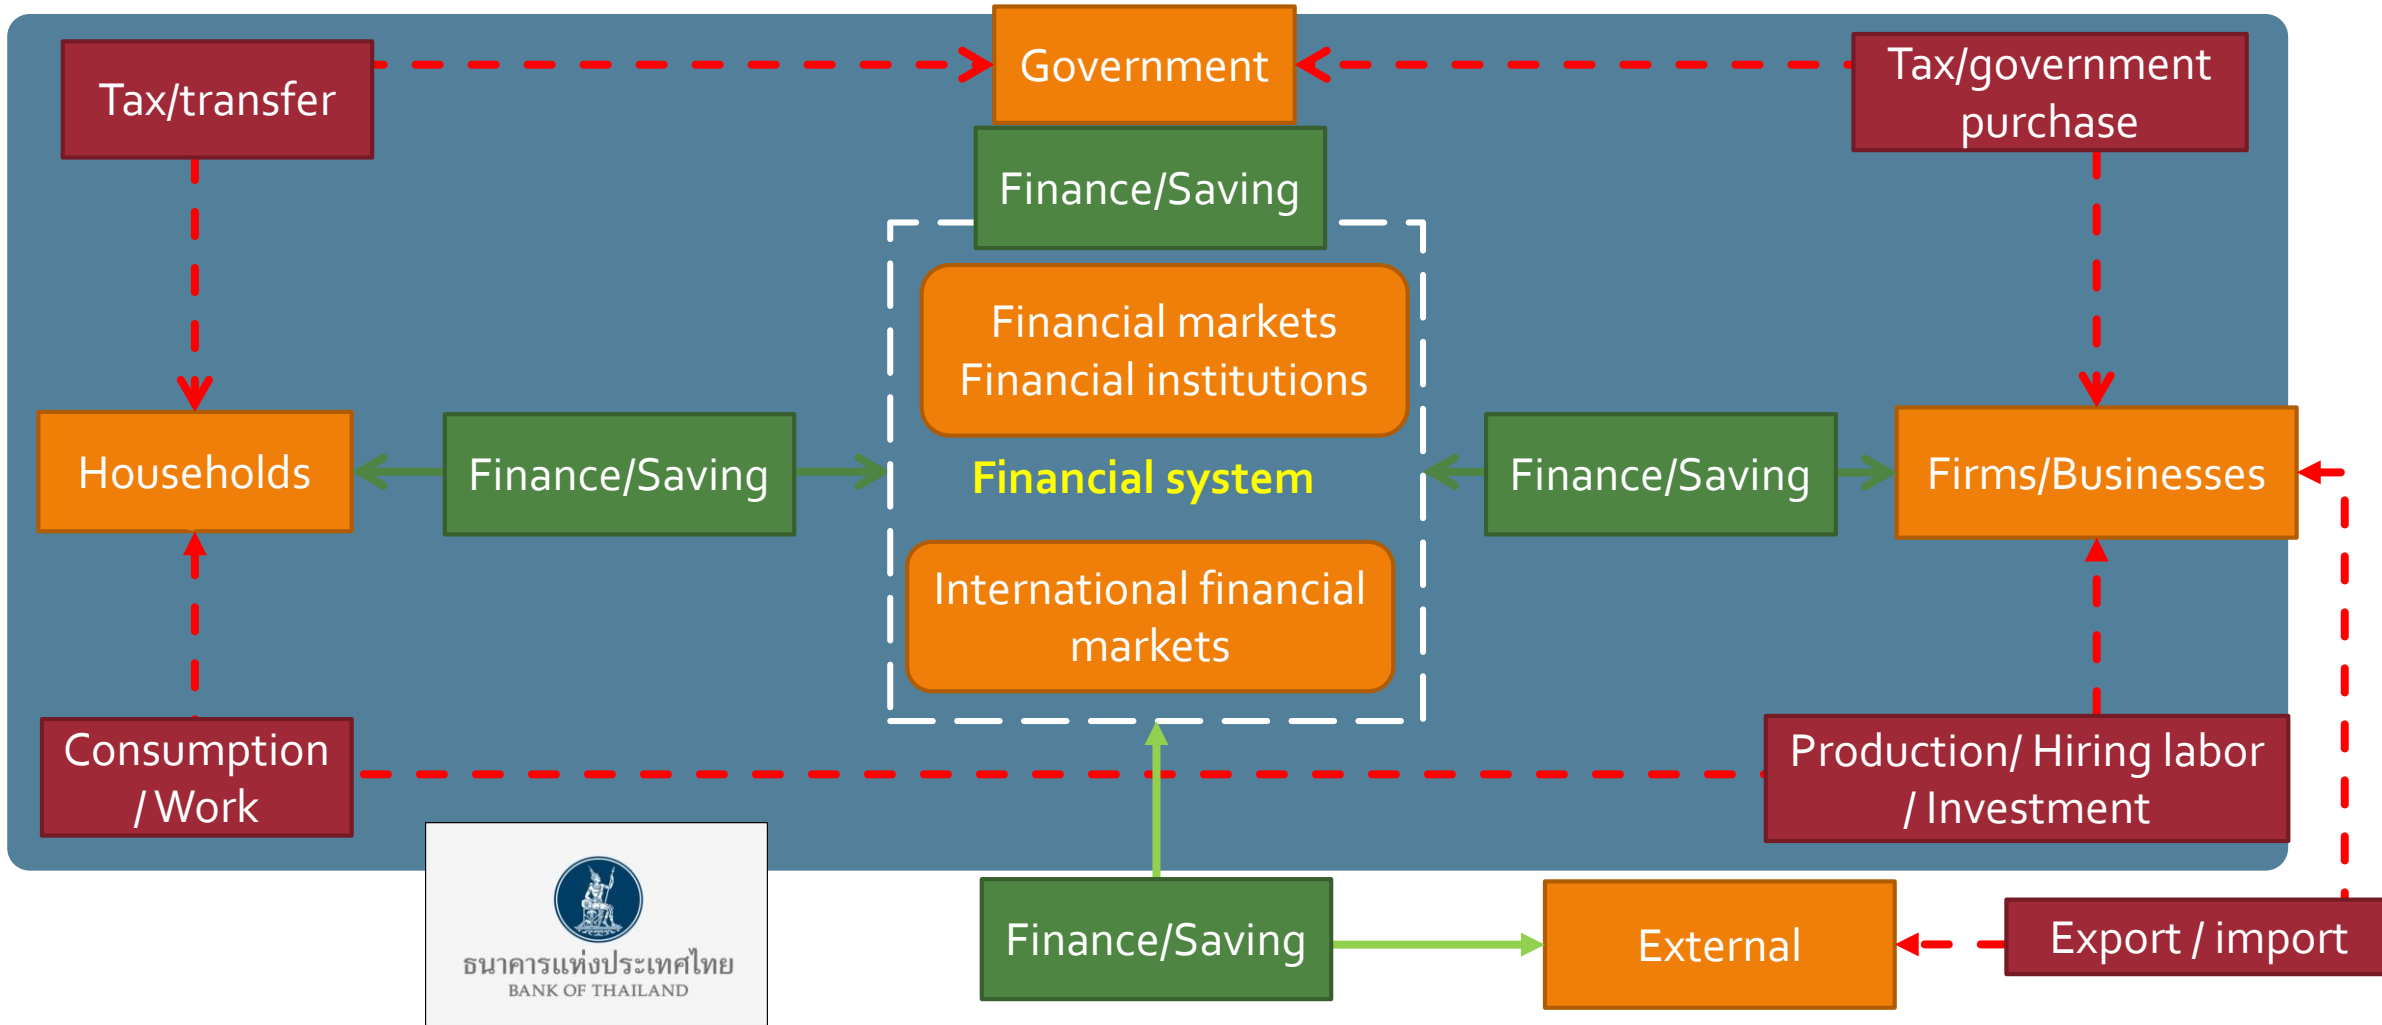 Government
Tax/transfer
Tax/government
purchase
Finance/Saving
Financial markets
Financial institutions
Households
Finance/Saving
Financial system
Finance/Saving
Firms/Businesses
International financial
markets
Consumption
/ Work
Production/ Hiring labor
/ Investment
Finance/Saving
External
Export / import
ธนาคารแห่งประเทศไทย
BANK OF THAILAND